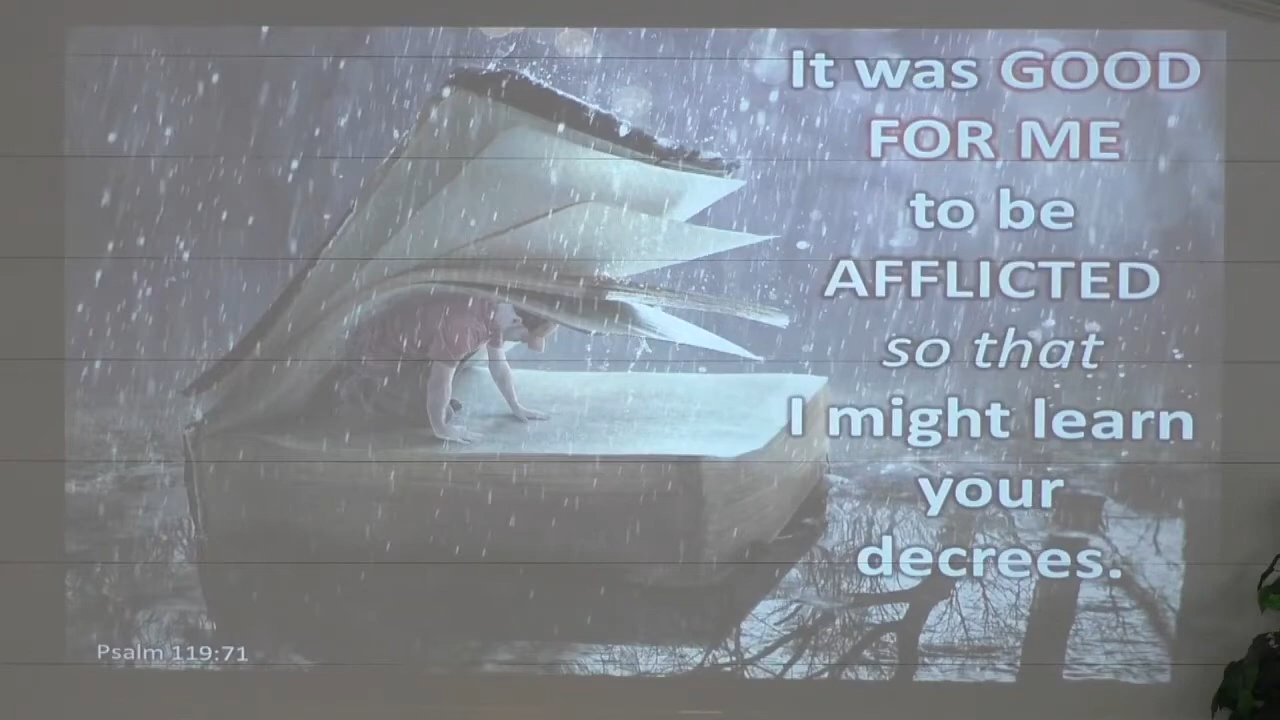 It was GOOD
FOR ME
to be
AFFLICTED
so that
I might learn
your
decrees.
Psalm 119:71